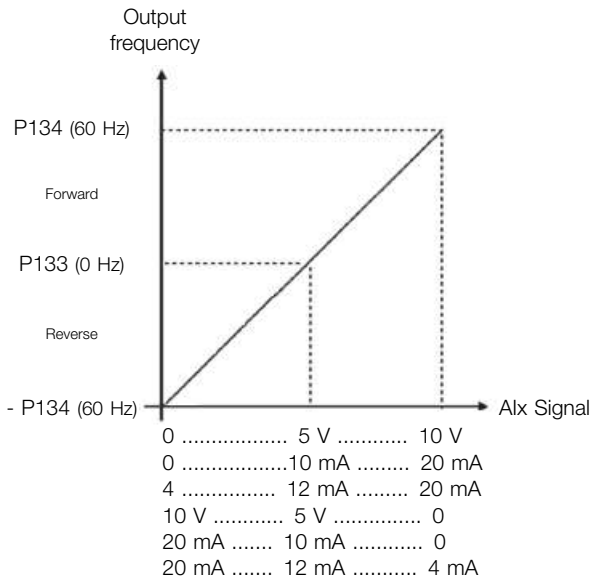 Output
frequency
P134 (60 Hz)
Forward
P133 (0 Hz)
Reverse
- P134 (60 Hz)
AIx Signal
0 .................. 5 V ............ 10 V
0 ..................10 mA ......... 20 mA
4 ................ 12 mA ......... 20 mA
10 V ............ 5 V ............... 0
20 mA ....... 10 mA ............ 0
20 mA ....... 12 mA ............ 4 mA